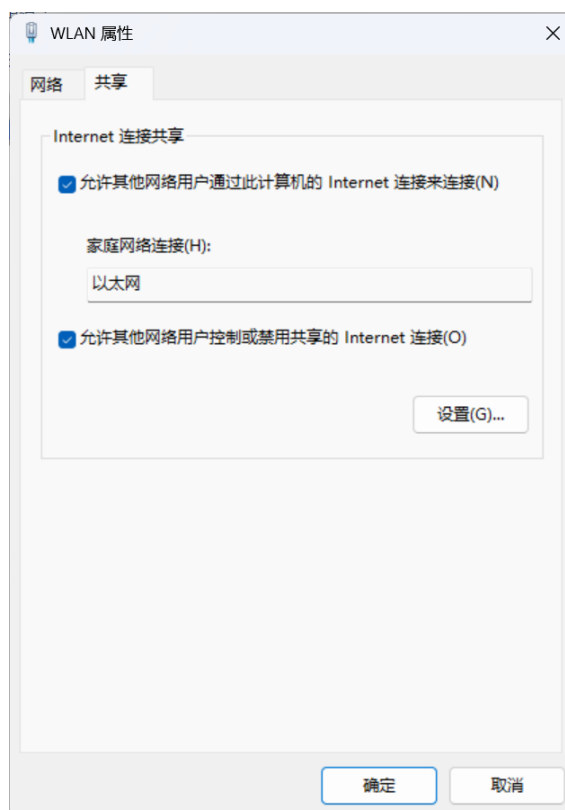 WLAN 属性
网络
共享
Internet 连接共享
允许其他网络用户通过此计算机的 Internet 连接来连接(N)
家庭网络连接(H):
以太网
允许其他网络用户控制或禁用共享的 Internet 连接(O)
设置(G)...
确定
取消